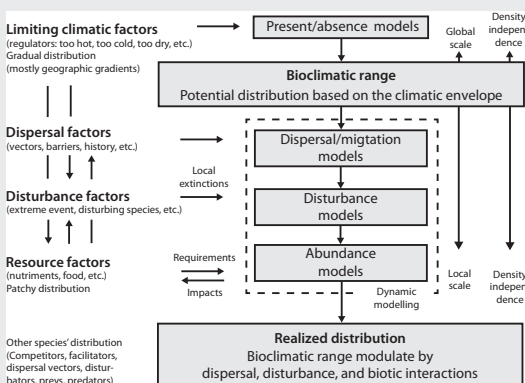 Limiting climatic factors
(regulators: too hot, too cold, too dry, etc.)
Gradual distribution
(mostly geographic gradients)
Present/absence models
Global
scale
Density
indepen
dence
Bioclimatic range
Potential distribution based on the climatic envelope
Dispersal factors
(vectors, barriers, history, etc.)
Dispersal/migtation
models
Local
extinctions
Disturbance factors
(extreme event, disturbing species, etc.)
Disturbance
models
Resource factors
(nutriments, food, etc.)
Patchy distribution
Requirements
Impacts
Abundance
models
Dynamic
modelling
Local
scale
Density
indepen
dence
Other species' distribution
(Competitors, facilitators,
dispersal vectors, distur-
bators, preys, predators)
Realized distribution
Bioclimatic range modulate by
dispersal, disturbance, and biotic interactions